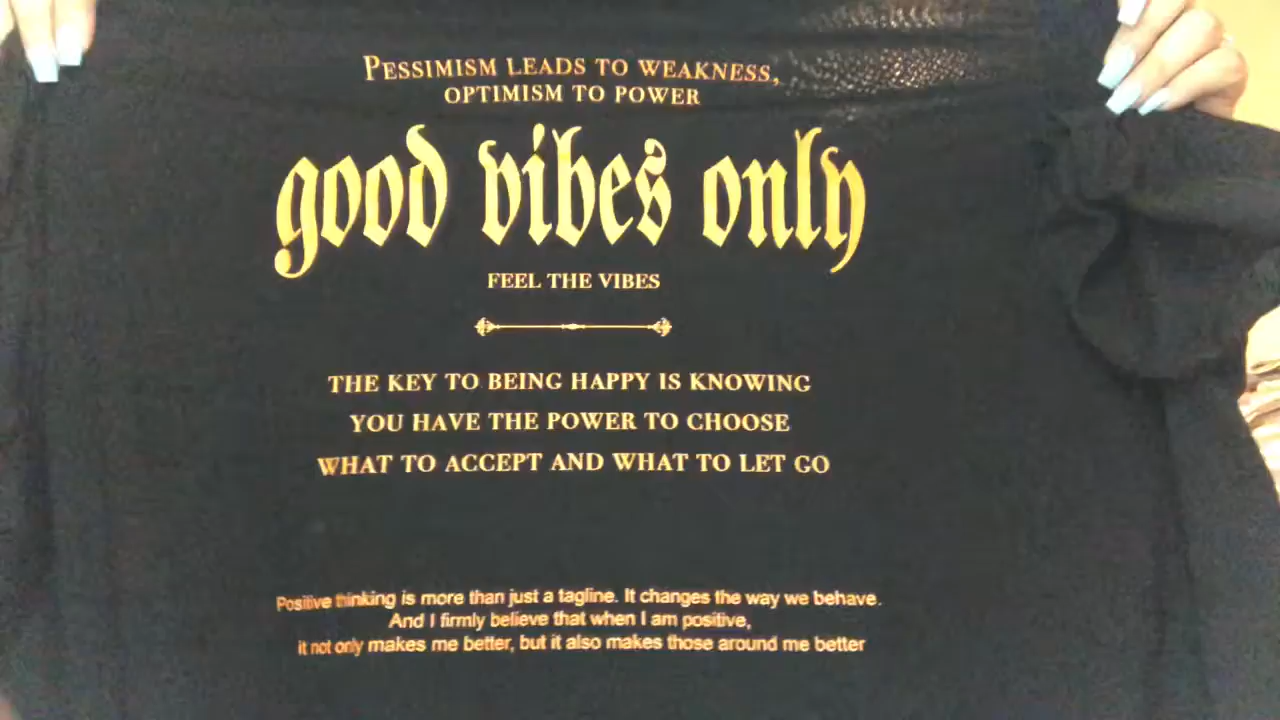 PESSIMISM LEADS TO WEAKNESS,
OPTIMISM TO POWER
good vibes only
FEEL THE VIBES
THE KEY TO BEING HAPPY IS KNOWING
YOU HAVE THE POWER TO CHOOSE
WHAT TO ACCEPT AND WHAT TO LET GO
Positive thinking is more than just a tagline. It changes the way we behave.
And I firmly believe that when I am positive,
it not only makes me better, but it also makes those around me better